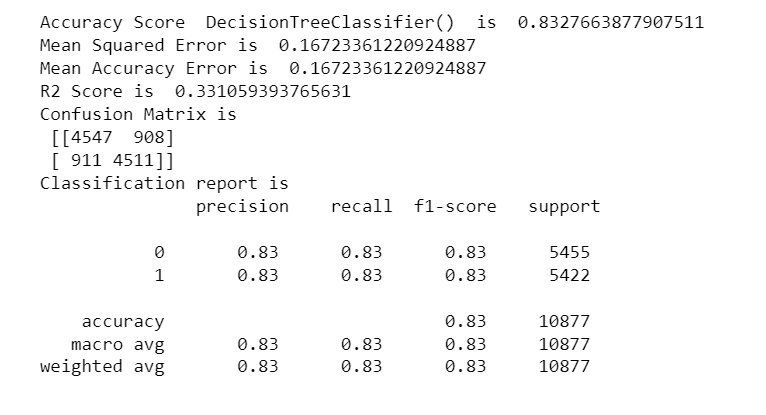 Accuracy Score  DecisionTreeClassifier()  is  0.8327663877907511
Mean Squared Error is  0.16723361220924887
Mean Accuracy Error is  0.16723361220924887
R2 Score is  0.331059393765631
Confusion Matrix is
 [[4547  908]
 [ 911 4511]]
Classification report is
               precision    recall  f1-score   support
           0       0.83      0.83      0.83      5455
           1       0.83      0.83      0.83      5422
    accuracy                           0.83     10877
   macro avg       0.83      0.83      0.83     10877
weighted avg       0.83      0.83      0.83     10877